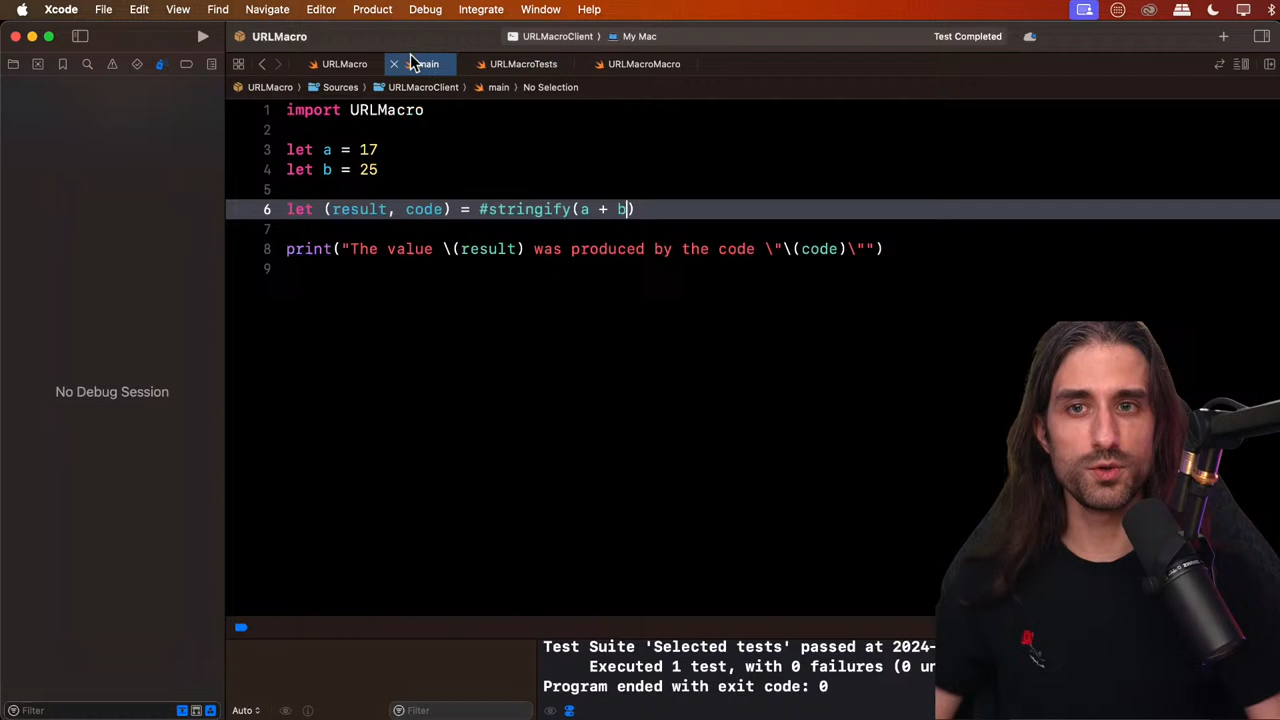 Xcode File Edit View Find Navigate Editor Product Debug Integrate Window Help
URLMacro URLMacroClient 〉 My Mac Test Completed
URLMacro main URLMacroTests URLMacroMacro
URLMacro 〉 Sources 〉 URLMacroClient 〉 main 〉 No Selection
1 import URLMacro
2
3 let a = 17
4 let b = 25
5
6 let (result, code) = #stringify(a + b)
7
8 print("The value \(result) was produced by the code \"\(code)\"")
9
No Debug Session
Test Suite 'Selected tests' passed at 2024-
Executed 1 test, with 0 failures (0 un
Program ended with exit code: 0
Filter Auto Filter